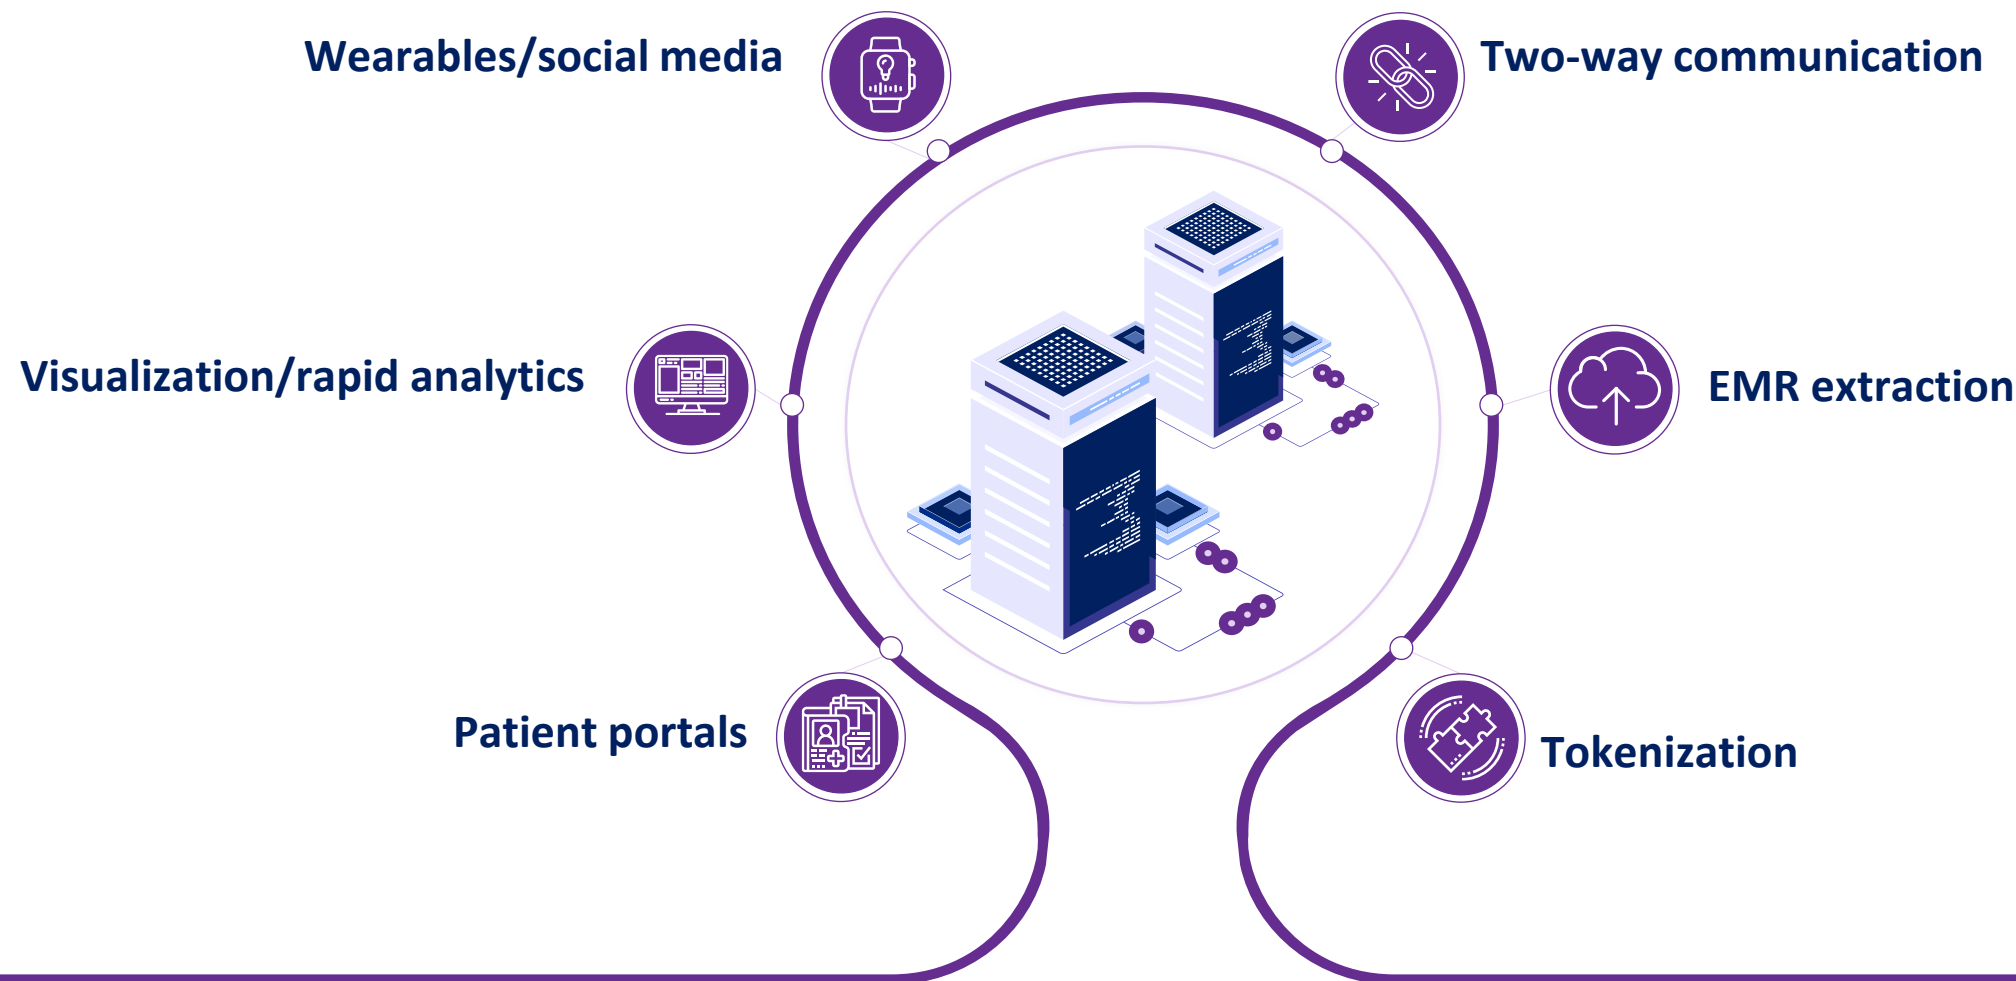 Wearables/social media
Two-way communication
Visualization/rapid analytics
EMR extraction
Patient portals
Tokenization